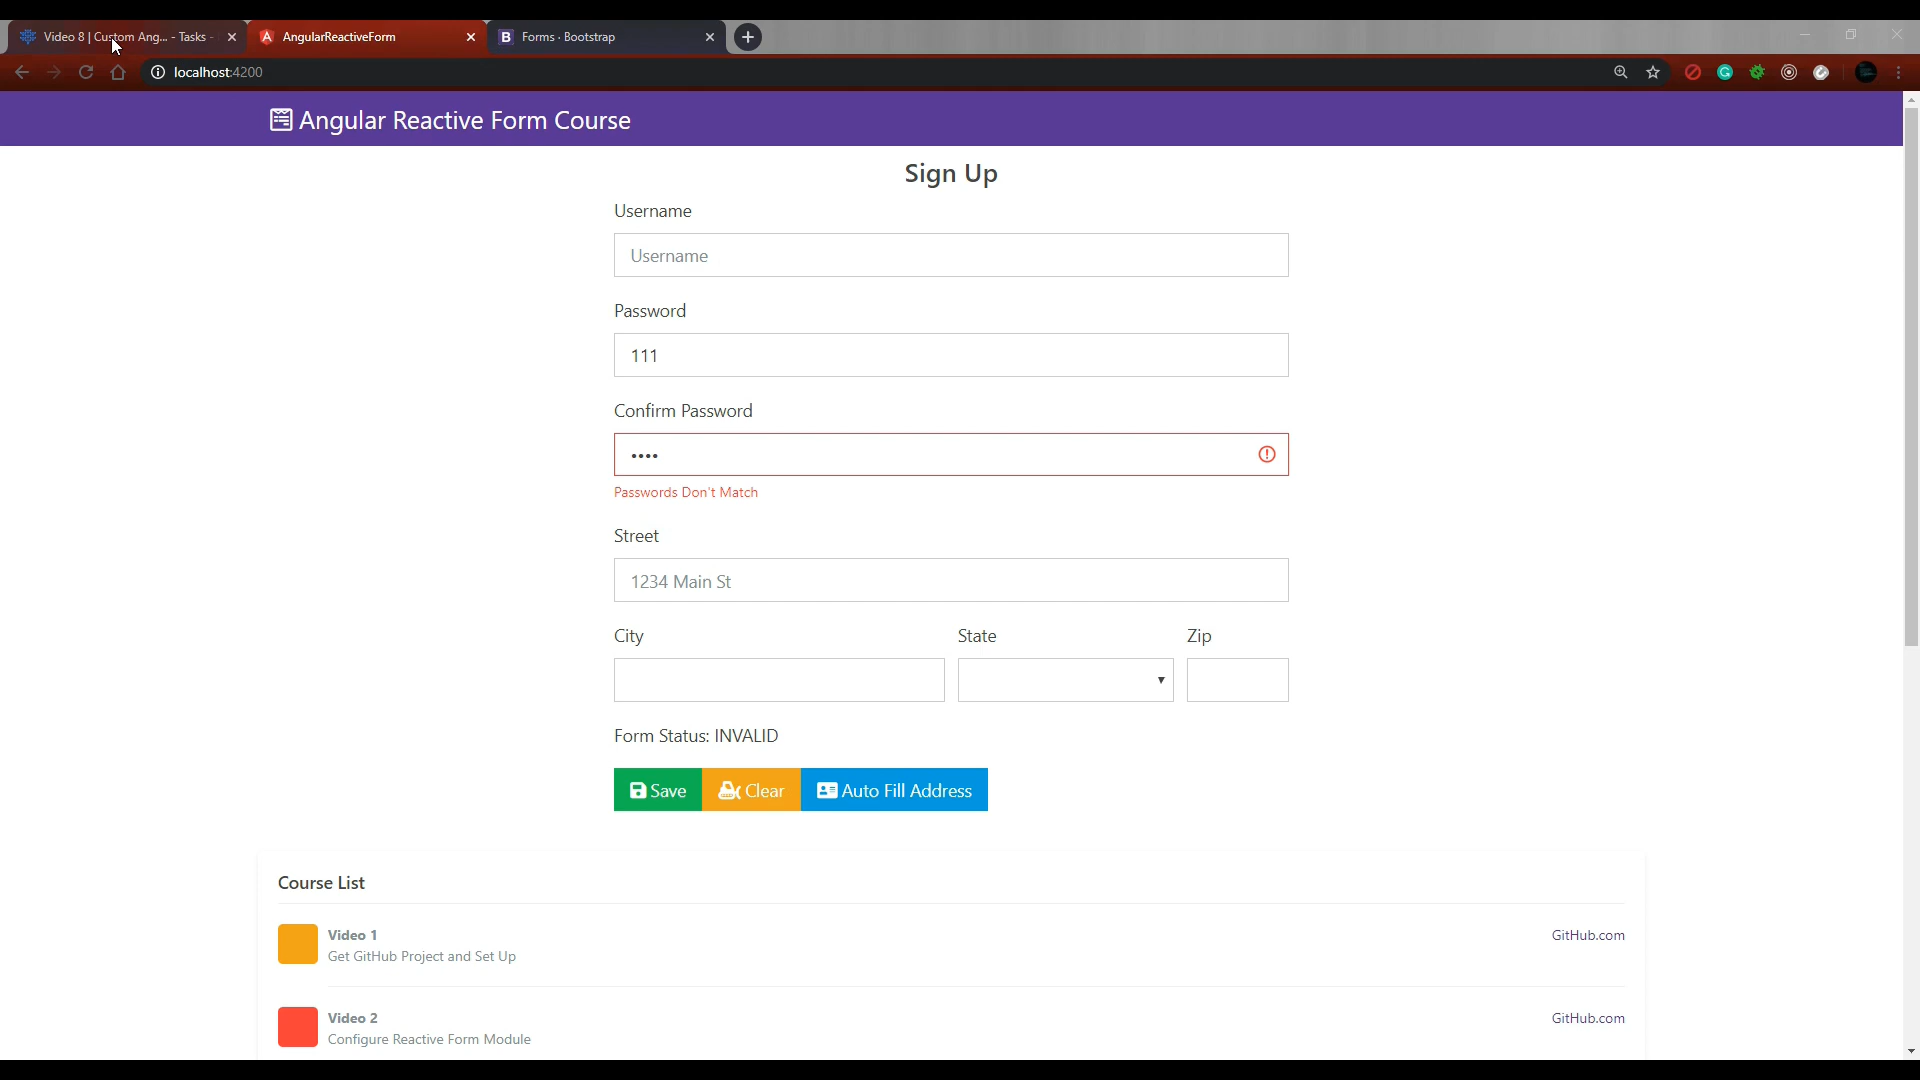 Video 8 | Custom Ang... - Tasks -
AngularReactiveForm
Forms · Bootstrap
localhost:4200
Angular Reactive Form Course
Sign Up
Username
Username
Password
111
Confirm Password
••••
Passwords Don't Match
Street
1234 Main St
City State Zip
Form Status: INVALID
Save Clear Auto Fill Address
Course List
Video 1 GitHub.com
Get GitHub Project and Set Up
Video 2 GitHub.com
Configure Reactive Form Module